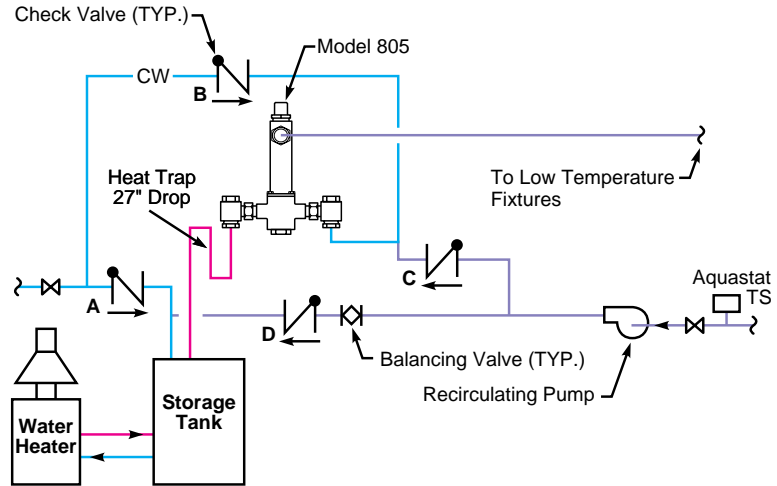 Check Valve (TYP.)
Model 805
CW
B
Heat Trap
27" Drop
To Low Temperature
Fixtures
A
C
Aquastat
TS
D
Balancing Valve (TYP.)
Recirculating Pump
Storage
Tank
Water
Heater